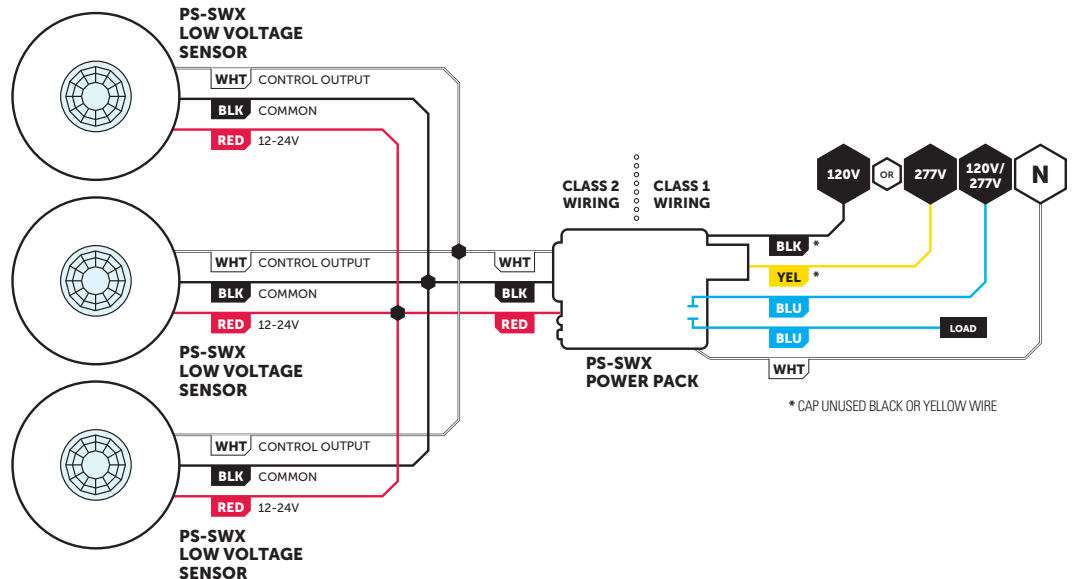 PS-SWX
LOW VOLTAGE
SENSOR
WHT CONTROL OUTPUT
BLK COMMON
RED 12-24V
WHT CONTROL OUTPUT
BLK COMMON
RED 12-24V
PS-SWX
LOW VOLTAGE
SENSOR
WHT CONTROL OUTPUT
BLK COMMON
RED 12-24V
PS-SWX
LOW VOLTAGE
SENSOR
WHT
BLK
RED
CLASS 2
WIRING
CLASS 1
WIRING
PS-SWX
POWER PACK
120V
OR
277V
120V/
277V
N
BLK *
YEL *
BLU
BLU
LOAD
WHT
* CAP UNUSED BLACK OR YELLOW WIRE